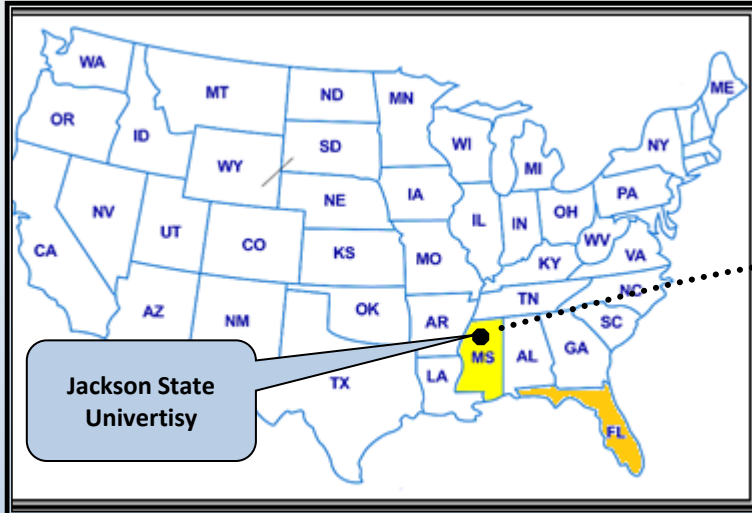 WA
MT
ND
MN
ME
OR
ID
SD
WI
NY
WY
MI
NE
IA
PA
NV
UT
CO
IL
IN
OH
CA
KS
MO
WV
VA
KY
AZ
NM
OK
TN
NC
AR
SC
MS
AL
GA
TX
LA
Jackson State
Univertisy
FL